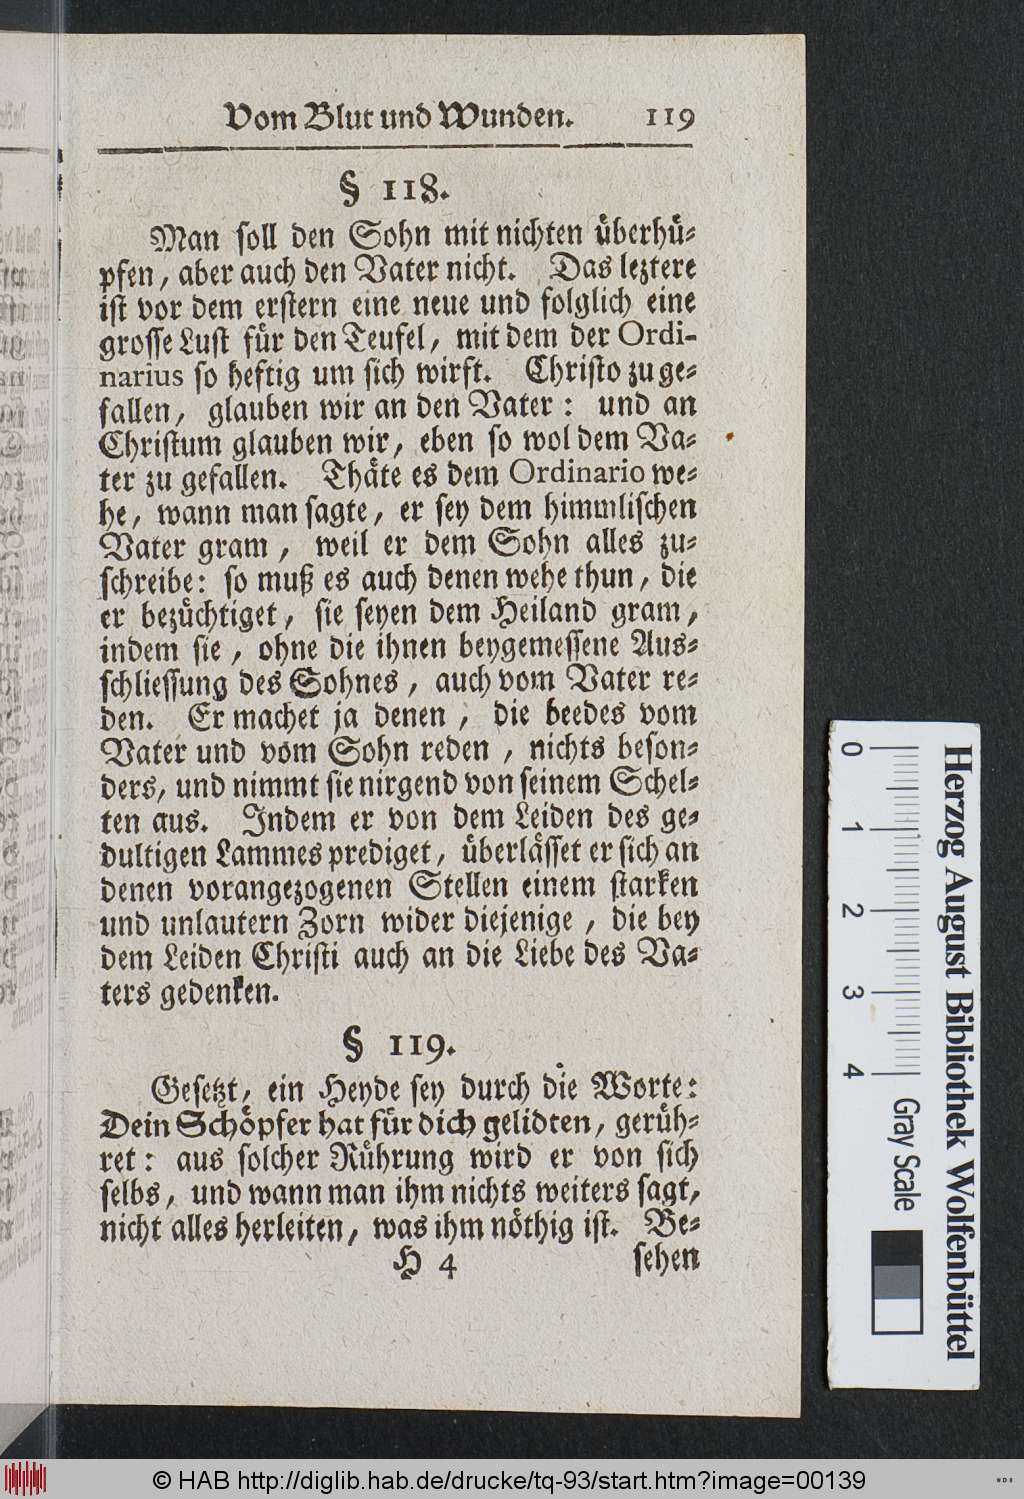 Vom Blut und Wunden. 119
§ 118.
Man soll den Sohn mit nichten überhü-
pfen, aber auch den Vater nicht. Das leztere
ist vor dem erstern eine neue und folglich eine
grosse Lust für den Teufel, mit dem der Ordi-
narius so heftig um sich wirft. Christo zu ge-
fallen, glauben wir an den Vater: und an
Christum glauben wir, eben so wol dem Va-
ter zu gefallen. Thäte es dem Ordinario we-
he, wann man sagte, er sey dem himmlischen
Vater gram, weil er dem Sohn alles zu-
schreibe: so muß es auch denen wehe thun, die
er bezüchtiget, sie seyen dem Heiland gram,
indem sie, ohne die ihnen beygemessene Aus-
schliessung des Sohnes, auch vom Vater re-
den. Er machet ja denen, die beedes vom
Vater und vom Sohn reden, nichts beson-
ders, und nimmt sie nirgend von seinem Schel-
ten aus. Indem er von dem Leiden des ge-
dultigen Lammes prediget, überlässet er sich an
denen vorangezogenen Stellen einem starken
und unlautern Zorn wider diejenige, die bey
dem Leiden Christi auch an die Liebe des Va-
ters gedenken.
§ 119.
Gesetzt, ein Heyde sey durch die Worte:
Dein Schöpfer hat für dich gelidten, gerüh-
ret: aus solcher Rührung wird er von sich
selbs, und wann man ihm nichts weiters sagt,
nicht alles herleiten, was ihm nöthig ist. Be-
H 4 sehen
0 1 2 3 4
Gray Scale
Herzog August Bibliothek Wolfenbüttel
© HAB http://diglib.hab.de/drucke/tq-93/start.htm?image=00139